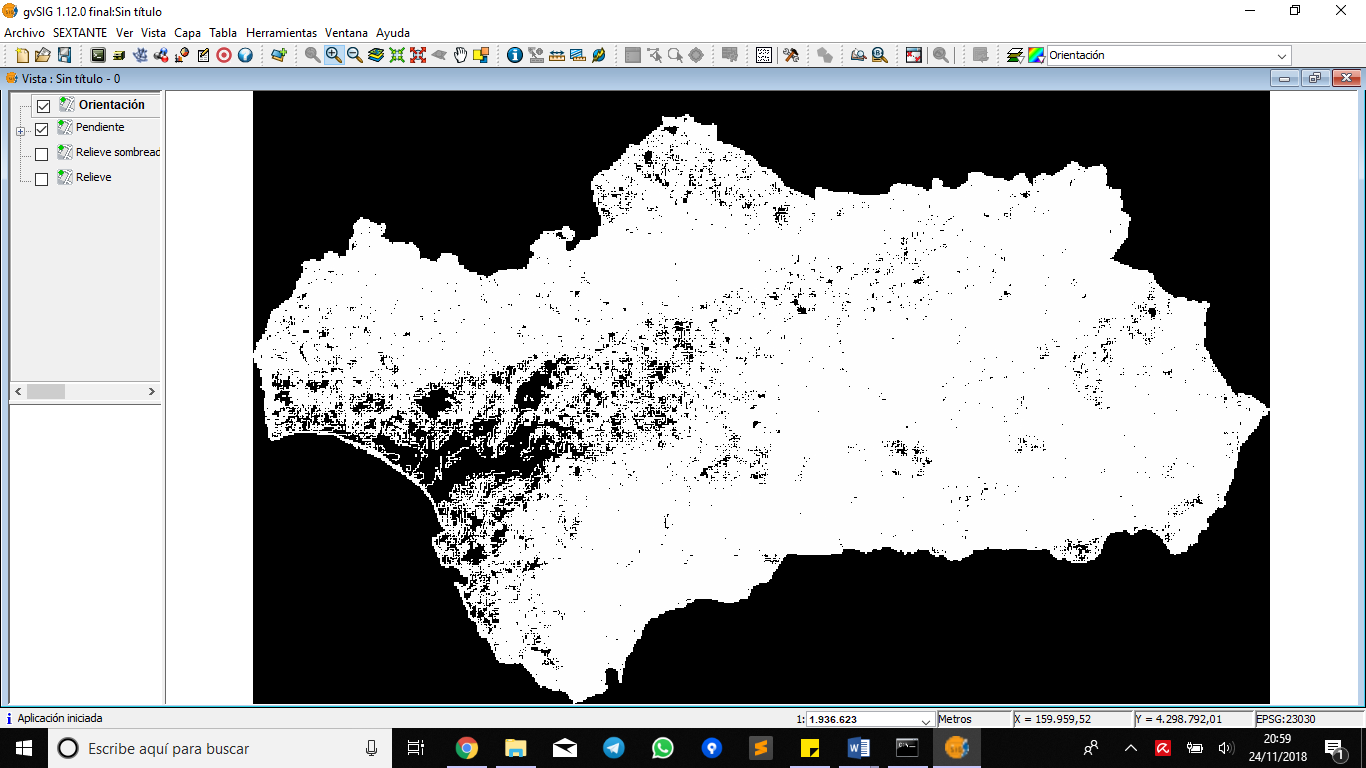 gvSIG 1.12.0 final:Sin título
Archivo SEXTANTE Ver Vista Capa Tabla Herramientas Ventana Ayuda
Orientación
Vista : Sin título - 0
Orientación
Pendiente
Relieve sombread
Relieve
Aplicación iniciada
1: 1.936.623
Metros
X = 159.959,52
Y = 4.298.792,01
EPSG:23030
Escribe aquí para buscar
20:59
24/11/2018
1